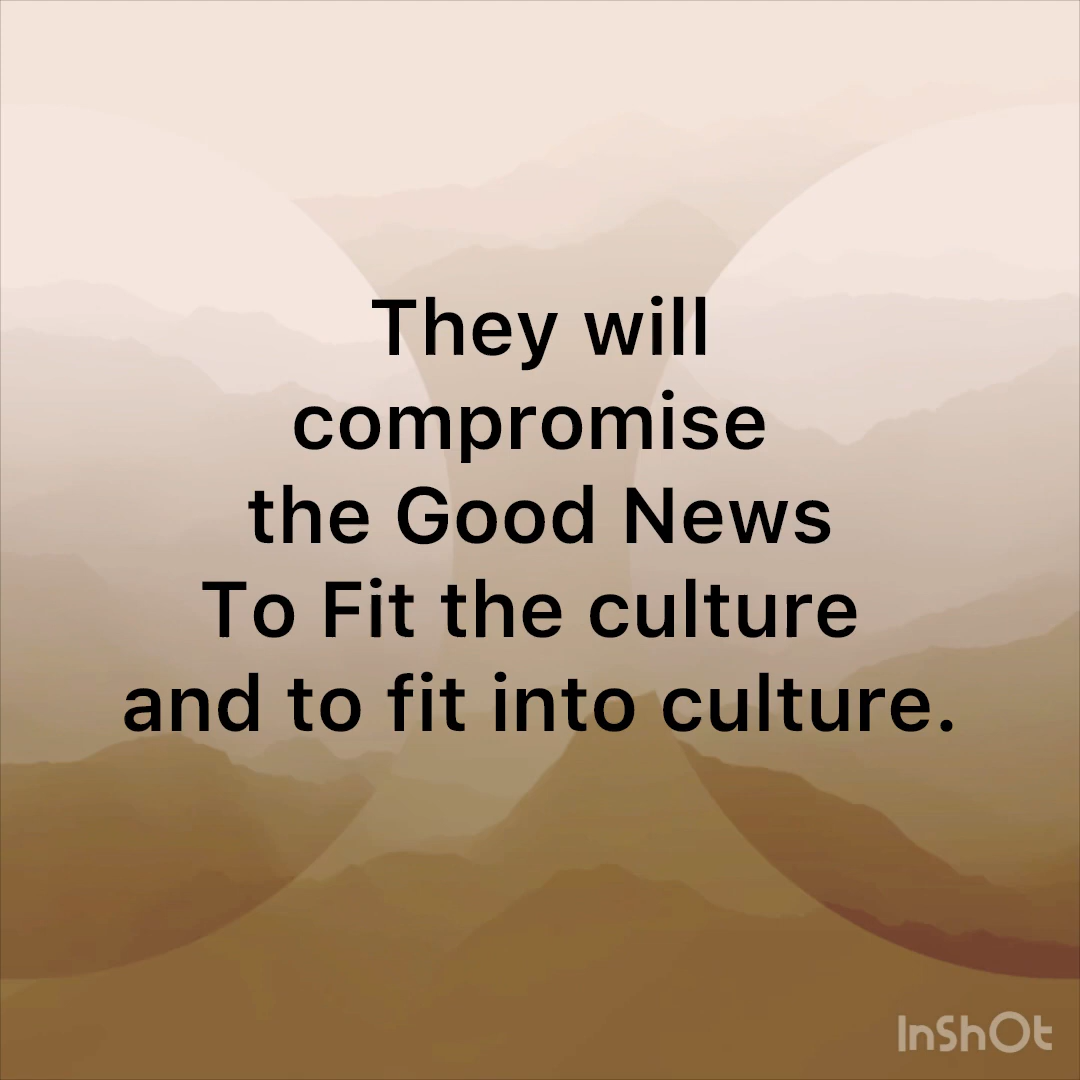 They will
compromise
the Good News
To Fit the culture
and to fit into culture.
InShOt